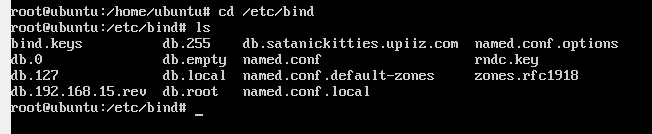 root@ubuntu:/home/ubuntu# cd /etc/bind
root@ubuntu:/etc/bind# ls
bind.keys db.255 db.satanickitties.upiiz.com named.conf.options
db.0 db.empty named.conf rndc.key
db.127 db.local named.conf.default-zones zones.rfc1918
db.192.168.15.rev db.root named.conf.local
root@ubuntu:/etc/bind# _